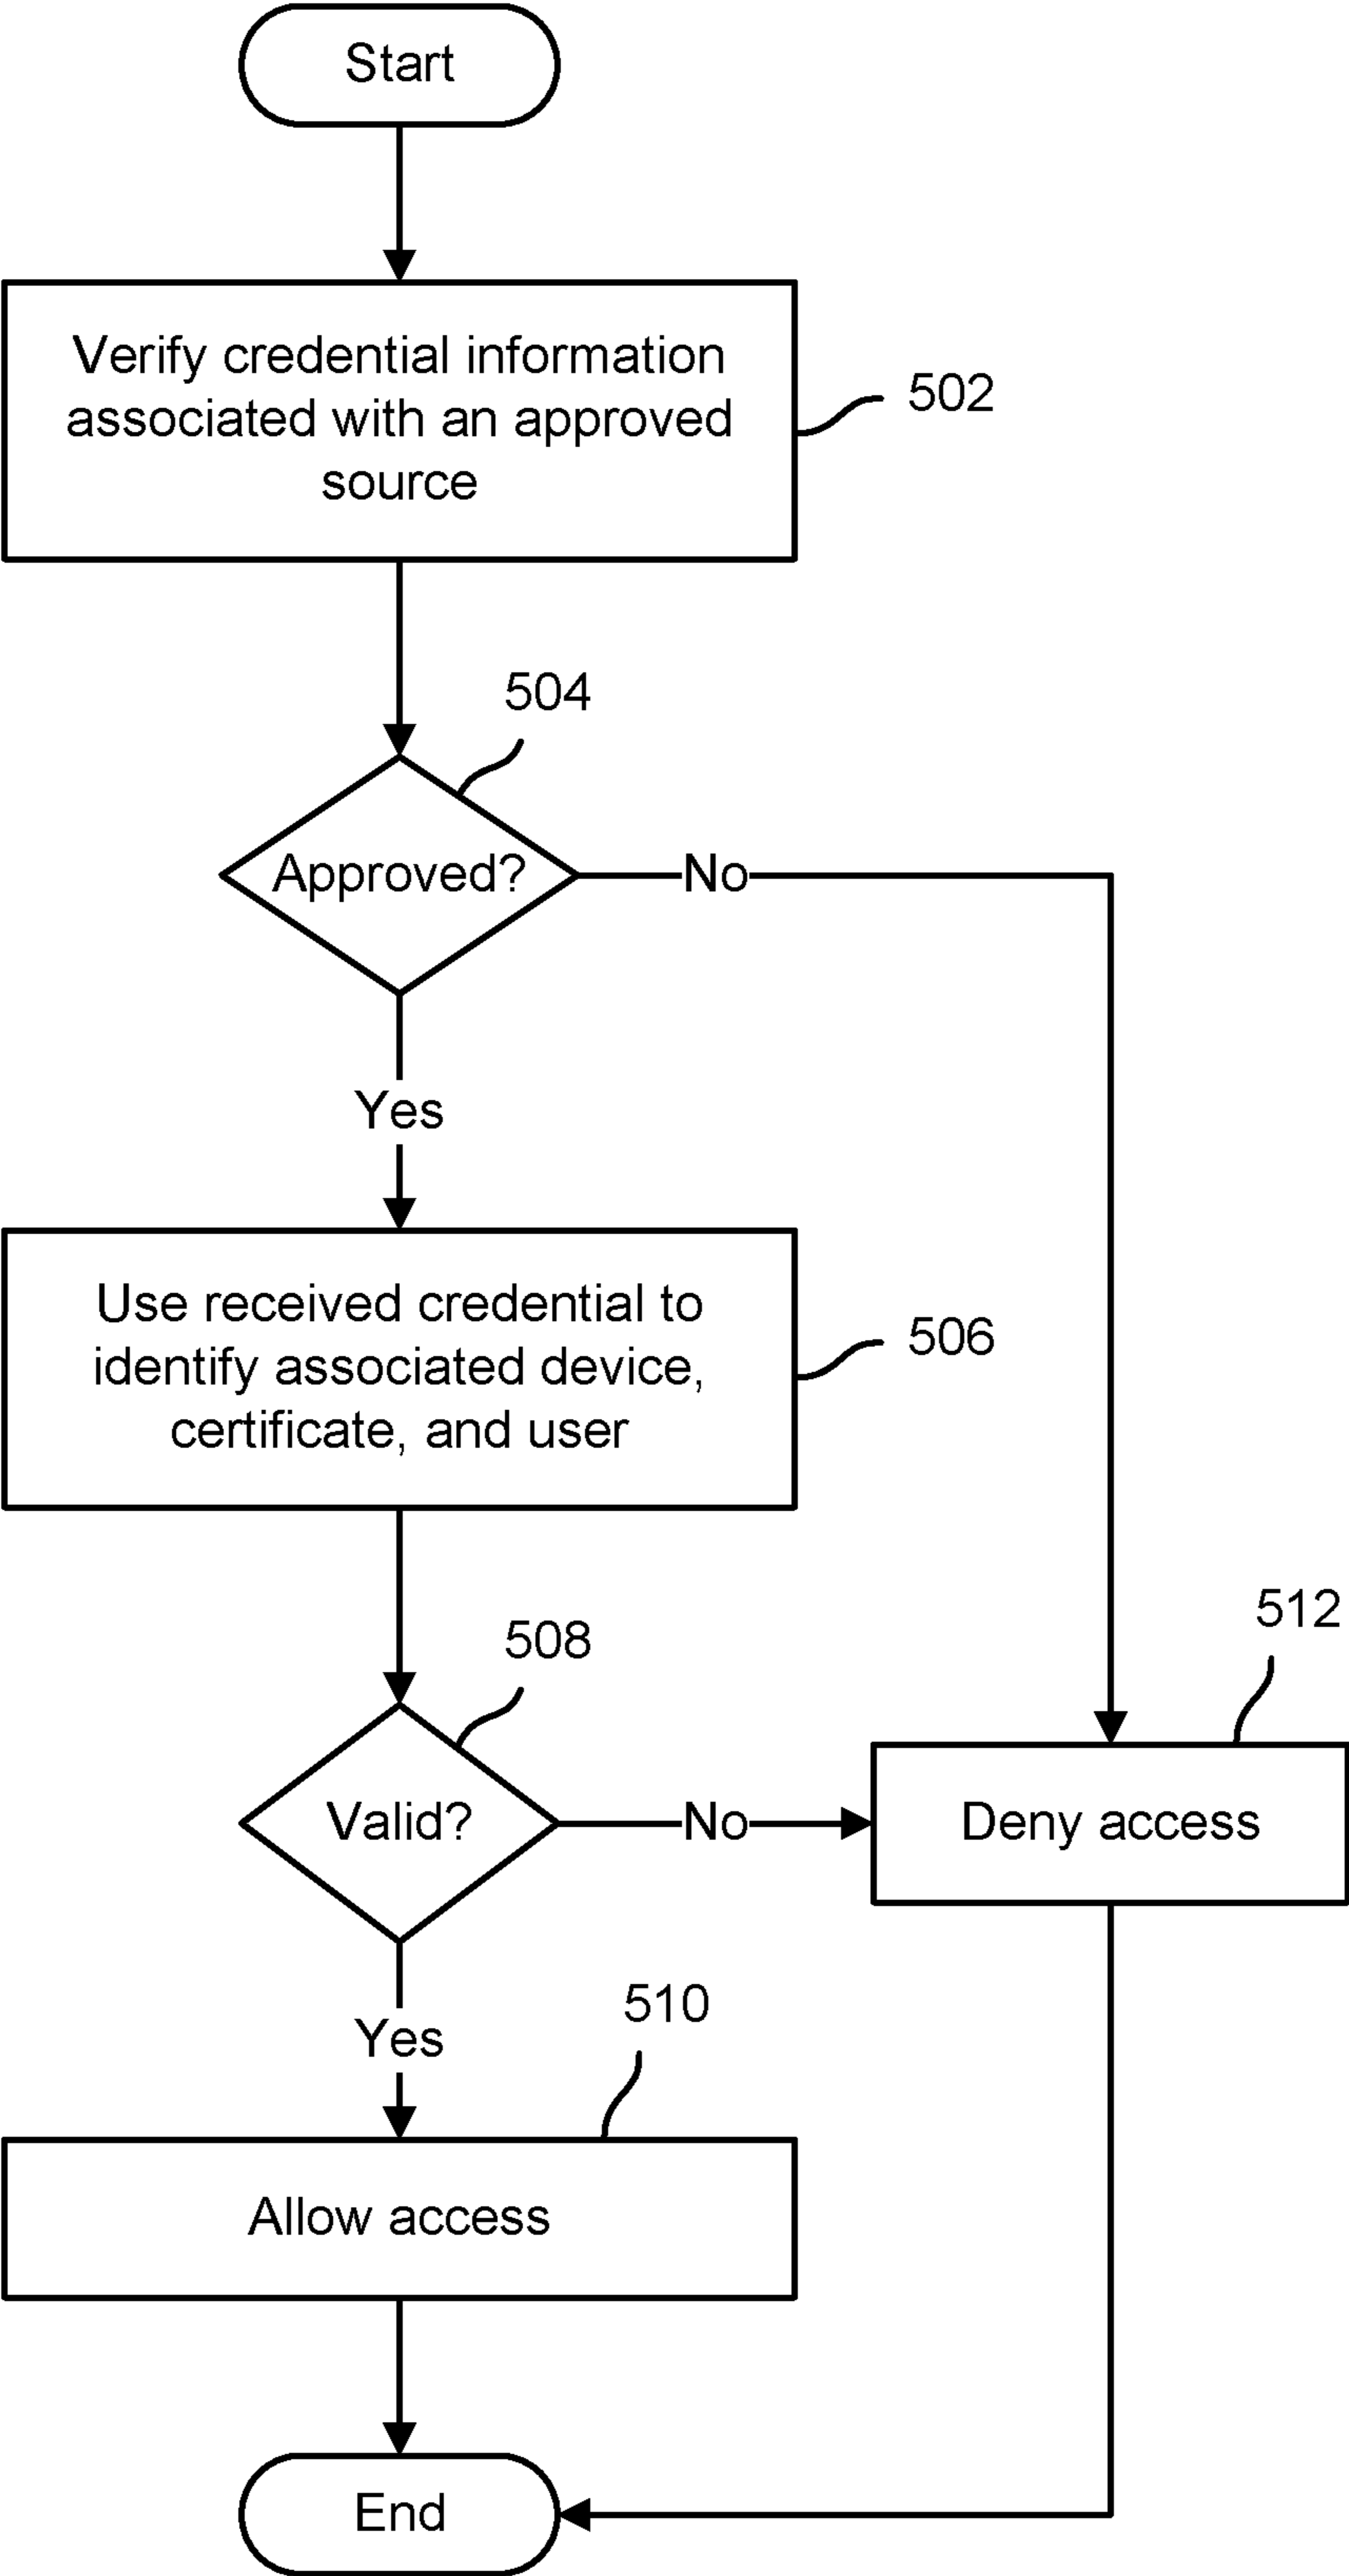 Start
Verify credential information
associated with an approved
source
502
504
Approved?
No
Yes
Use received credential to
identify associated device,
certificate, and user
506
508
512
Valid?
No
Deny access
Yes
510
Allow access
End